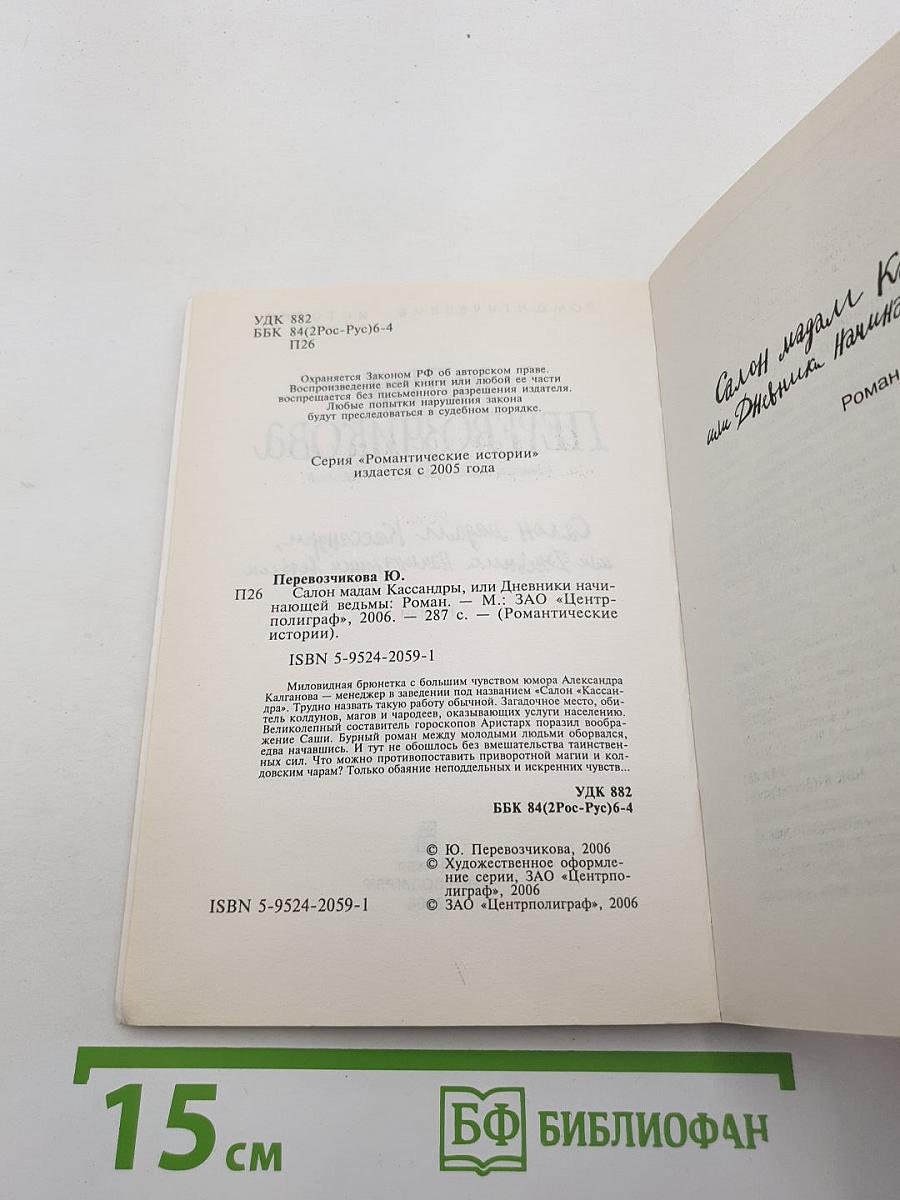 УДК 882
ББК 84(2Рос-Рус)6-4
П26
Охраняется Законом РФ об авторском праве.
Воспроизведение всей книги или любой ее части
воспрещается без письменного разрешения издателя.
Любые попытки нарушения закона
будут преследоваться в судебном порядке.
Серия «Романтические истории»
издается с 2005 года
Перевозчикова Ю.
П26 Салон мадам Кассандры, или Дневники начи-
нающей ведьмы: Роман. — М.: ЗАО «Центр-
полиграф», 2006. — 287 с. — (Романтические
истории).
ISBN 5-9524-2059-1
Миловидная брюнетка с большим чувством юмора Александра
Калганова — менеджер в заведении под названием «Салон «Кассан-
дра». Трудно назвать такую работу обычной. Загадочное место, оби-
тель колдунов, магов и чародеев, оказывающих услуги населению.
Великолепный составитель гороскопов Аристарх поразил вообра-
жение Саши. Бурный роман между молодыми людьми оборвался,
едва начавшись. И тут не обошлось без вмешательства таинствен-
ных сил. Что можно противопоставить приворотной магии и кол-
довским чарам? Только обаяние неподдельных и искренних чувств...
УДК 882
ББК 84(2Рос-Рус)6-4
© Ю. Перевозчикова, 2006
© Художественное оформле-
ние серии, ЗАО «Центрпо-
лиграф», 2006
ISBN 5-9524-2059-1 © ЗАО «Центрполиграф», 2006
Салон мадам
или Дневники
Роман
15 см
БФ БИБЛИОФАН